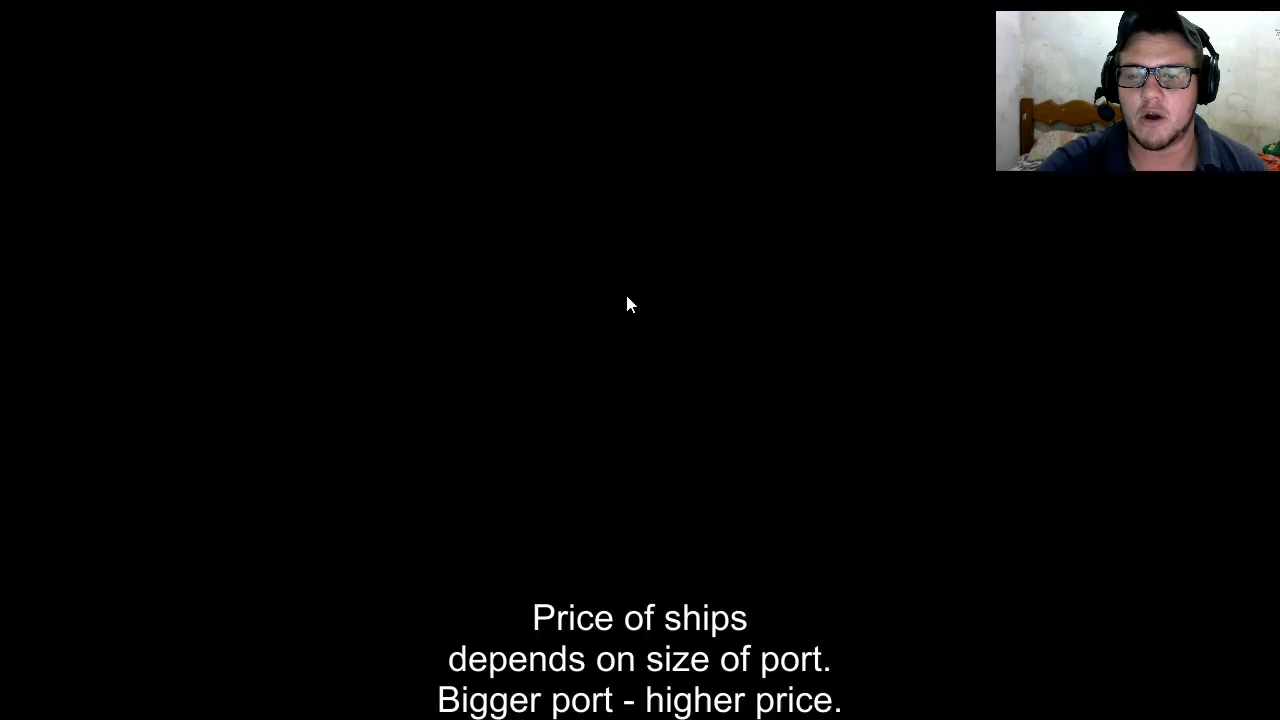 Price of ships
depends on size of port.
Bigger port - higher price.